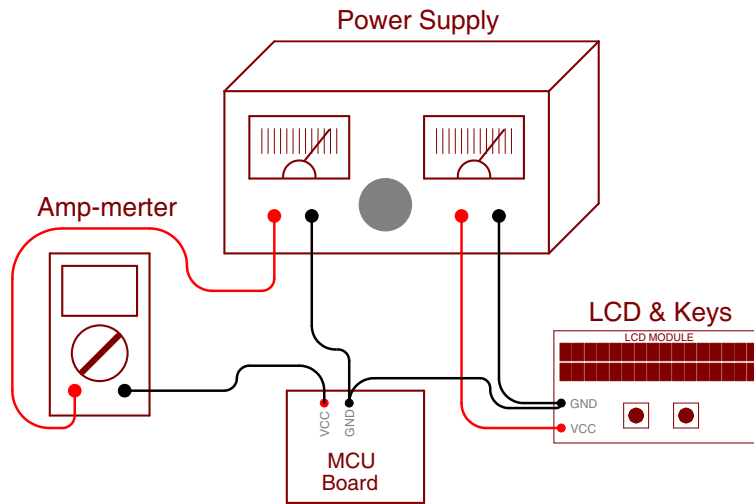 Power Supply
Amp-merter
LCD & Keys
LCD MODULE
GND
VCC
VCC
GND
MCU
Board